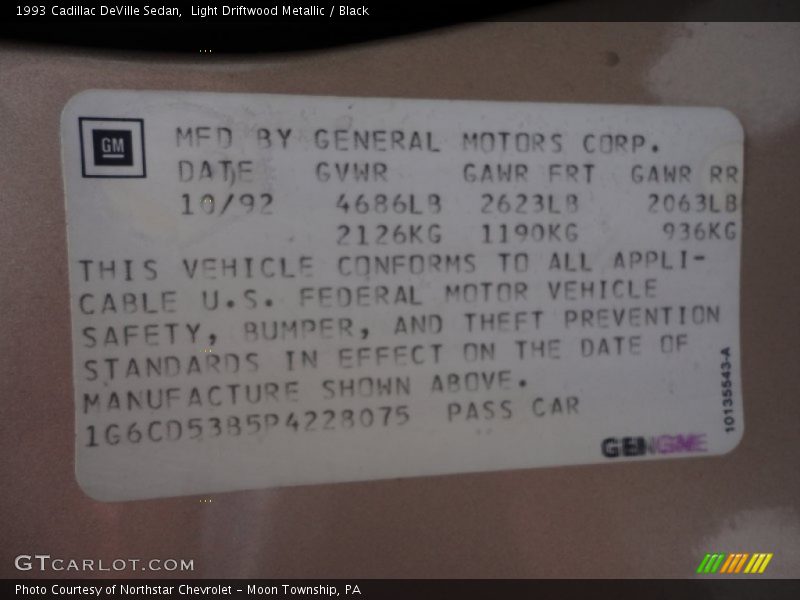 1993 Cadillac DeVille Sedan,  Light Driftwood Metallic / Black
GM
MFD BY GENERAL MOTORS CORP.
DATE GVWR GAWR FRT GAWR RR
10/92 4686LB 2623LB 2063LB
2126KG 1190KG 936KG
THIS VEHICLE CONFORMS TO ALL APPLI-
CABLE U.S. FEDERAL MOTOR VEHICLE
SAFETY, BUMPER, AND THEFT PREVENTION
STANDARDS IN EFFECT ON THE DATE OF
MANUFACTURE SHOWN ABOVE.
1G6CD53B5P4228075 PASS CAR
10135543-A
GTCARLOT.COM
Photo Courtesy of Northstar Chevrolet - Moon Township, PA